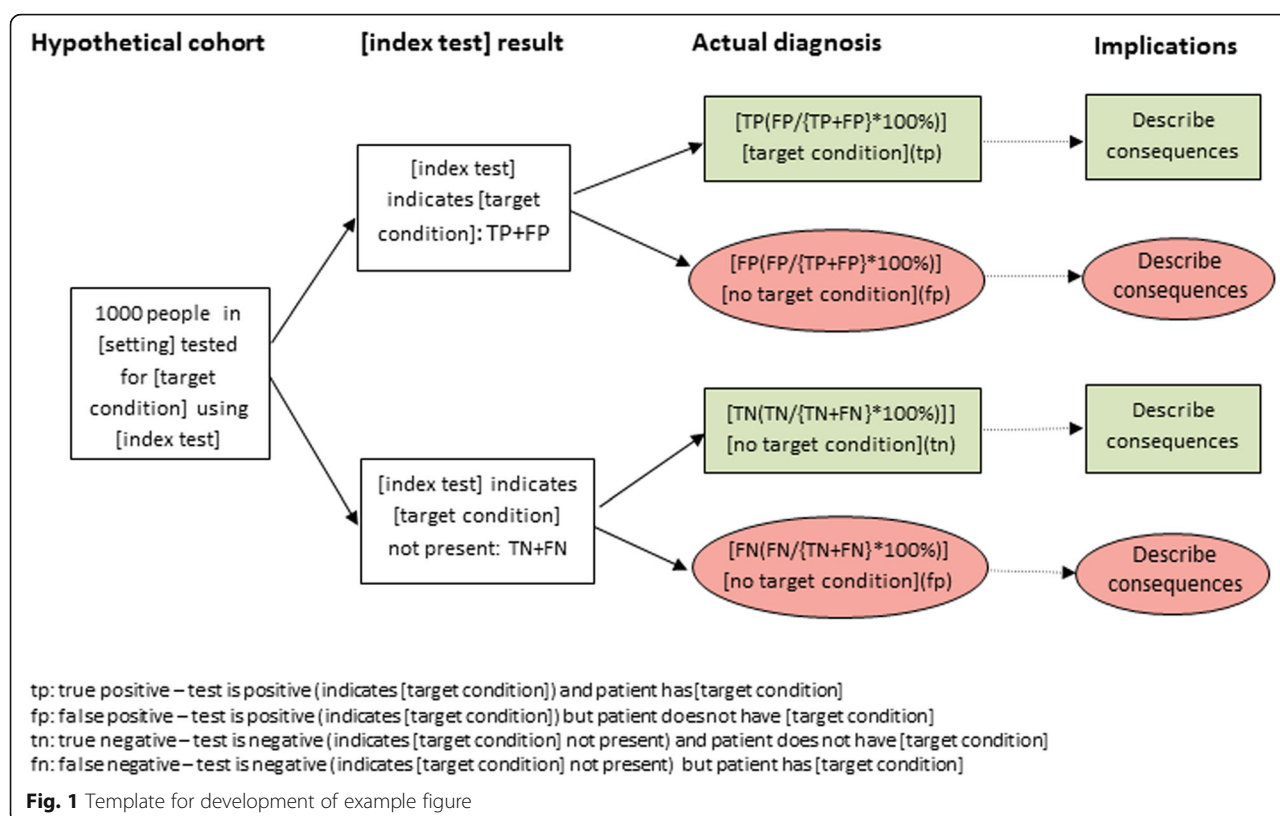 Hypothetical cohort
[index test] result
Actual diagnosis
Implications
1000 people in
[setting] tested
for [target
condition] using
[index test]
[index test]
indicates [target
condition]: TP+FP
[index test] indicates
[target condition]
not present: TN+FN
[TP(FP/{TP+FP}*100%)]
[target condition](tp)
[FP(FP/{TP+FP}*100%)]
[no target condition](fp)
[TN(TN/{TN+FN}*100%)]]
[no target condition](tn)
[FN(FN/{TN+FN}*100%)]
[no target condition](fp)
Describe
consequences
Describe
consequences
Describe
consequences
Describe
consequences
tp: true positive – test is positive (indicates [target condition]) and patient has [target condition]
fp: false positive – test is positive (indicates [target condition]) but patient does not have [target condition]
tn: true negative – test is negative (indicates [target condition] not present) and patient does not have [target condition]
fn: false negative – test is negative (indicates [target condition] not present) but patient has [target condition]
Fig. 1 Template for development of example figure